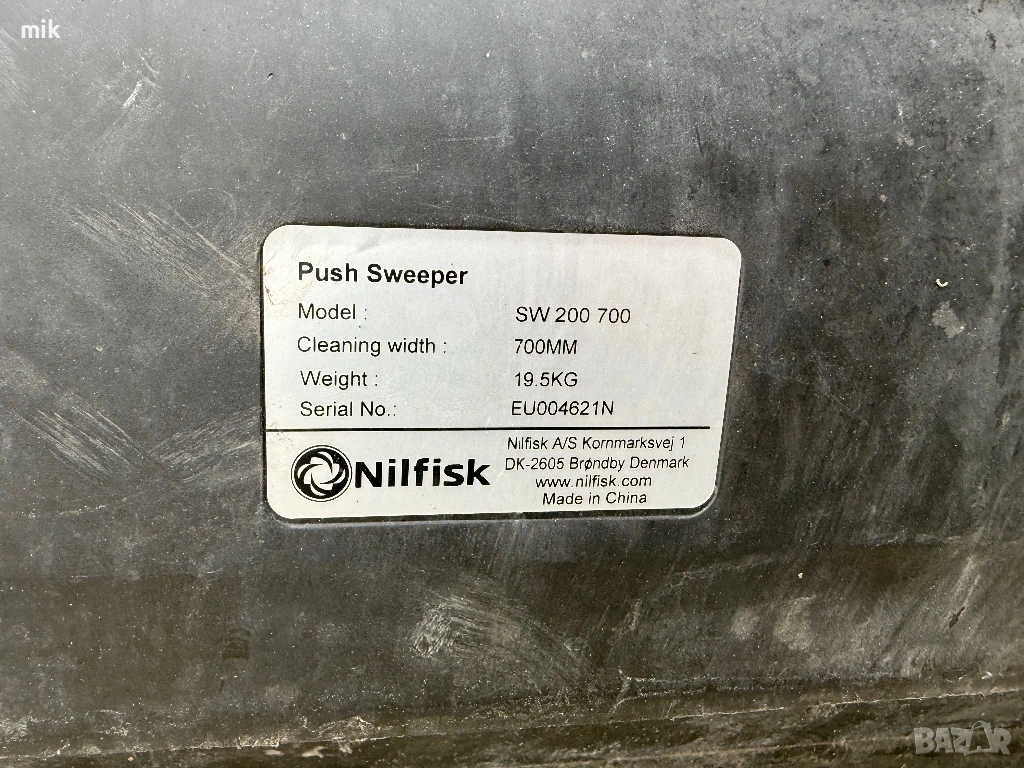 mik
Push Sweeper
Model : SW 200 700
Cleaning width : 700MM
Weight : 19.5KG
Serial No.: EU004621N
Nilfisk
Nilfisk A/S Kornmarksvej 1
DK-2605 Brøndby Denmark
www.nilfisk.com
Made in China
BAZAR